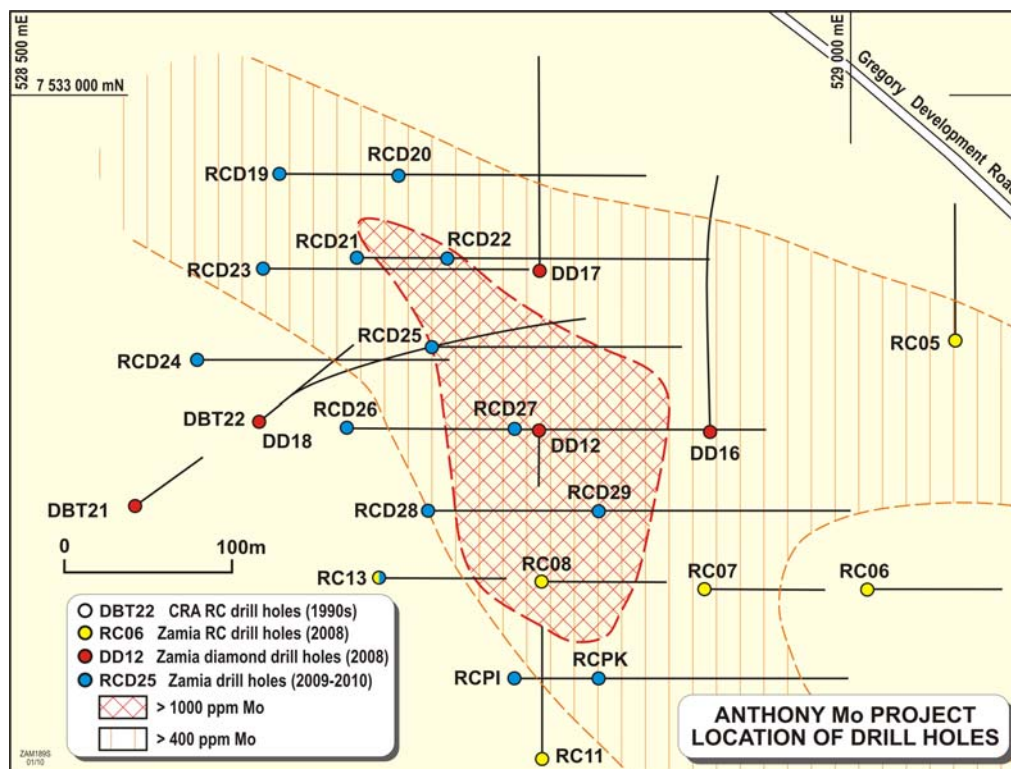 528 500 mE
7 533 000 mN
529 000 mE
Gregory Development Road
RCD19
RCD20
RCD21
RCD22
RCD23
DD17
RCD25
RC05
RCD24
RCD26
RCD27
DBT22
DD18
DD12
DD16
DBT21
RCD28
RCD29
0
100m
RC13
RC08
RC07
RC06
DBT22 CRA RC drill holes (1990s)
RC06 Zamia RC drill holes (2008)
DD12 Zamia diamond drill holes (2008)
RCD25 Zamia drill holes (2009-2010)
> 1000 ppm Mo
> 400 ppm Mo
RCPI
RCPK
RC11
ANTHONY Mo PROJECT
LOCATION OF DRILL HOLES
ZAM189S
01/10